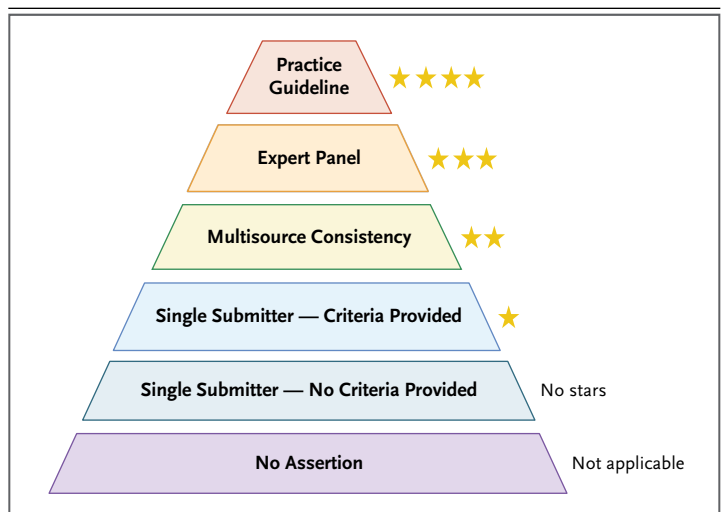 Practice
Guideline
Expert Panel
Multisource Consistency
Single Submitter — Criteria Provided
Single Submitter — No Criteria Provided
No stars
No Assertion
Not applicable